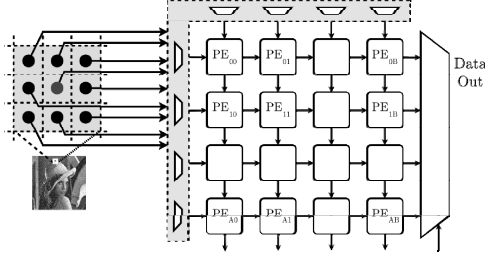 PE00 PE01 PE0B
Data
Out
PE10 PE11 PE1B
PEA0 PEA1 PEAB